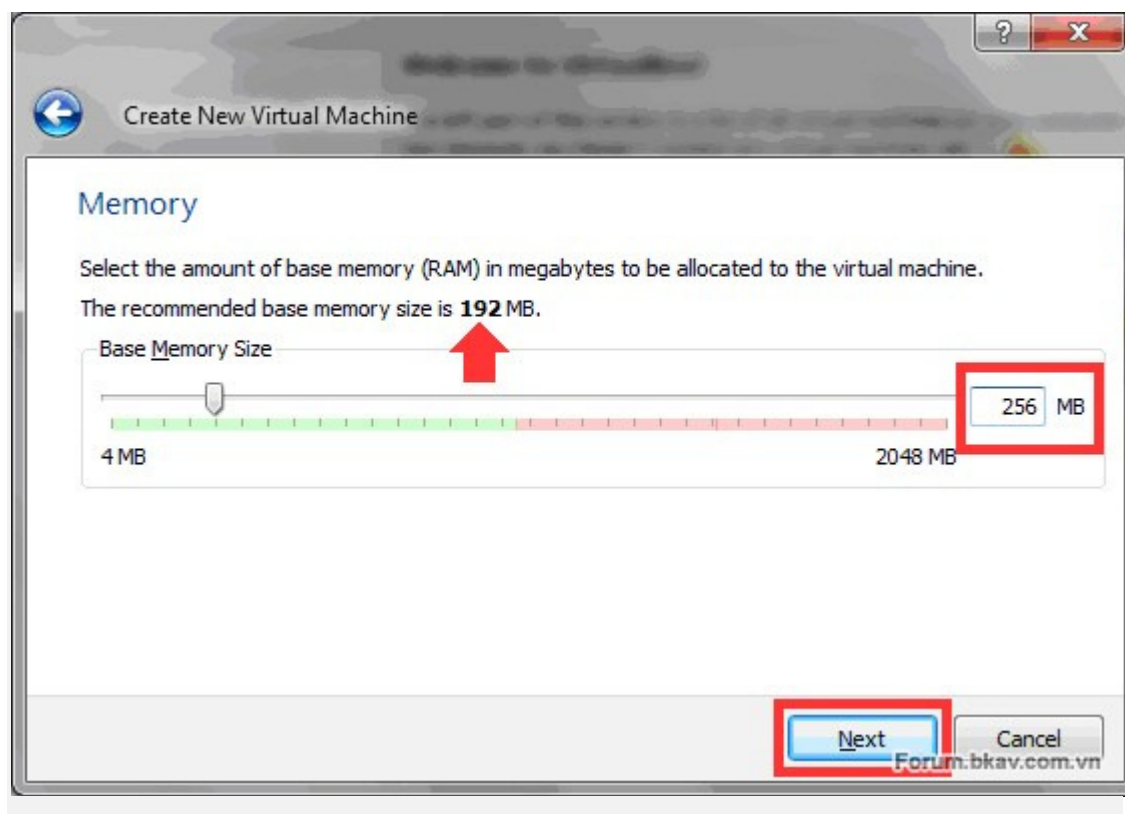 ?
X
Create New Virtual Machine
Memory
Select the amount of base memory (RAM) in megabytes to be allocated to the virtual machine.
The recommended base memory size is 192 MB.
Base Memory Size
256 MB
4 MB 2048 MB
Next Cancel
Forum.bkav.com.vn